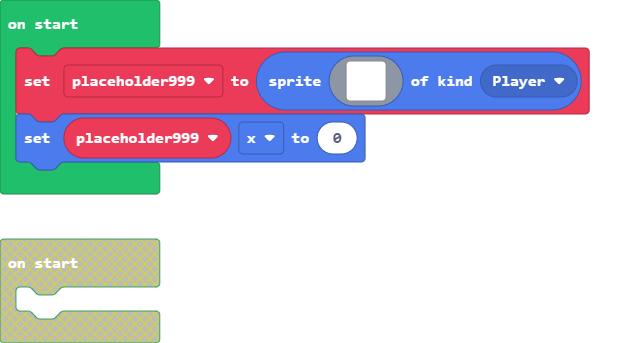 on start
set placeholder999 to sprite of kind Player
set placeholder999 x to 0
on start